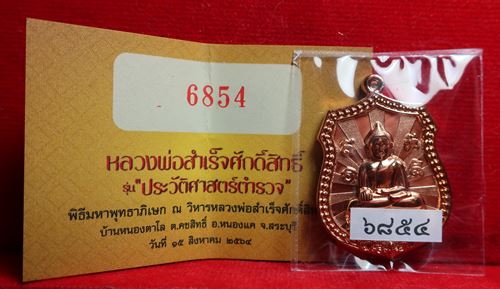 6854
หลวงพ่อสำเร็จศักดิ์สิทธิ์
รุ่น "ประวัติศาสตร์ตำรวจ"
พิธีมหาพุทธาภิเษก ณ วิหารหลวงพ่อสำเร็จศักดิ์สิ
บ้านหนองตาโล ต.คชสิทธิ์ อ.หนองแค จ.สระบุรี
วันที่ ๑๕ สิงหาคม ๒๕๖๔
๖๘๕๔